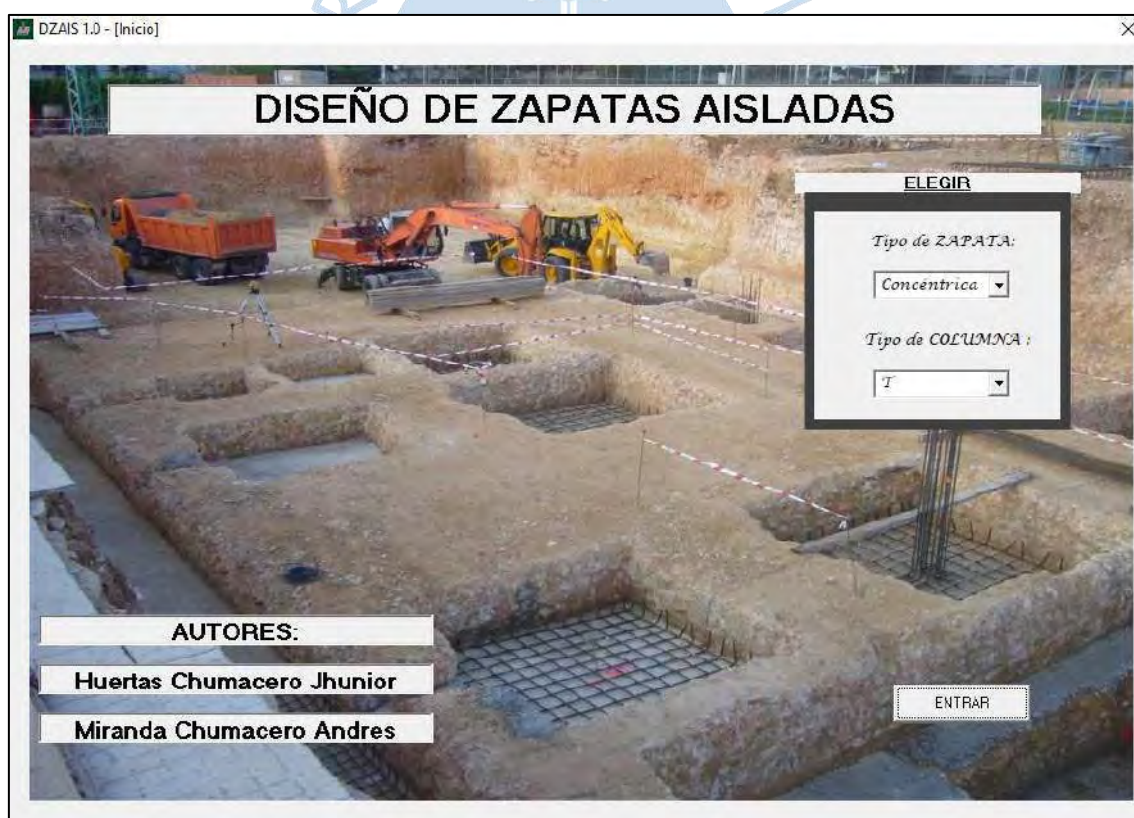 DZAIS 1.0 - [Inicio]
DISEÑO DE ZAPATAS AISLADAS
ELEGIR
Tipo de ZAPATA:
Concéntrica
Tipo de COLUMNA :
T
AUTORES:
Huertas Chumacero Jhunior
Miranda Chumacero Andres
ENTRAR